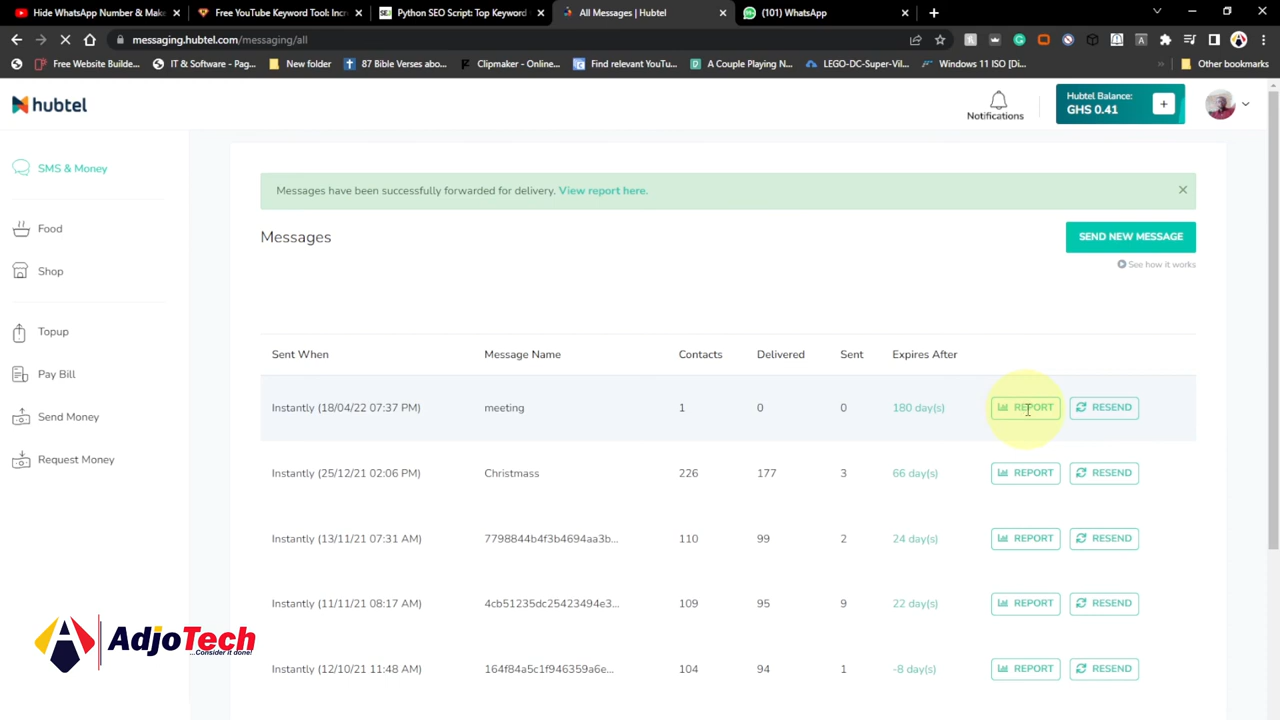 Hide WhatsApp Number & Make
Free YouTube Keyword Tool: Incre
Python SEO Script: Top Keyword
All Messages | Hubtel
(101) WhatsApp
messaging.hubtel.com/messaging/all
Free Website Builde...
IT & Software - Pag...
New folder
87 Bible Verses abo...
Clipmaker - Online...
Find relevant YouTu...
A Couple Playing N...
LEGO-DC-Super-Vil...
Windows 11 ISO [Di...
Other bookmarks
hubtel
Notifications
Hubtel Balance:
GHS 0.41
SMS & Money
Food
Shop
Topup
Pay Bill
Send Money
Request Money
Messages have been successfully forwarded for delivery. View report here.
Messages
SEND NEW MESSAGE
See how it works
Sent When Message Name Contacts Delivered Sent Expires After
Instantly (18/04/22 07:37 PM) meeting 1 0 0 180 day(s) REPORT RESEND
Instantly (25/12/21 02:06 PM) Christmass 226 177 3 66 day(s) REPORT RESEND
Instantly (13/11/21 07:31 AM) 7798844b4f3b4694aa3b... 110 99 2 24 day(s) REPORT RESEND
Instantly (11/11/21 08:17 AM) 4cb51235dc25423494e3... 109 95 9 22 day(s) REPORT RESEND
Instantly (12/10/21 11:48 AM) 164f84a5c1f946359a6e... 104 94 1 -8 day(s) REPORT RESEND
AdjoTech
...Consider it done!